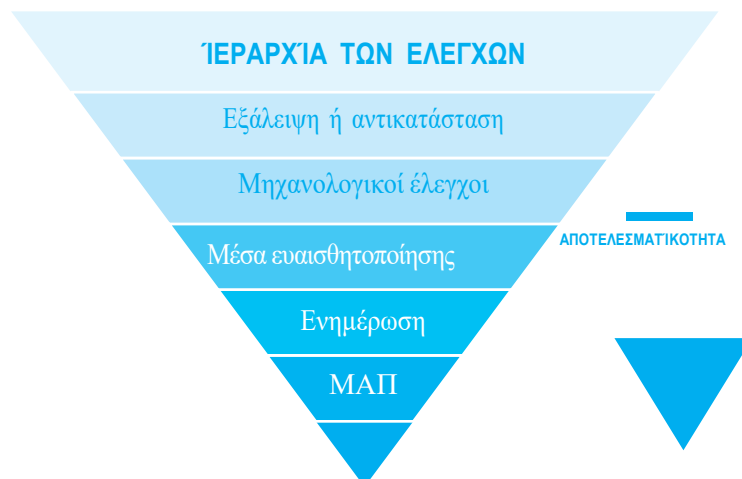 ΊΕΡΑΡΧΊΑ ΤΩΝ ΕΛΕΓΧΩΝ
Εξάλειψη ή αντικατάσταση
Μηχανολογικοί έλεγχοι
Μέσα ευαισθητοποίησης
ΑΠΟΤΕΛΕΣΜΑΤΊΚΟΤΗΤΑ
Ενημέρωση
ΜΑΠ